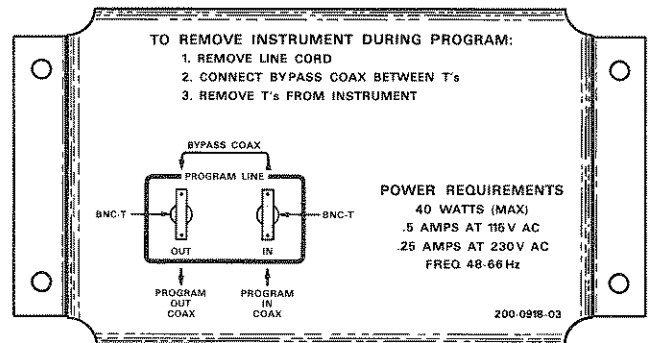 TO REMOVE INSTRUMENT DURING PROGRAM:
1. REMOVE LINE CORD
2. CONNECT BYPASS COAX BETWEEN T's
3. REMOVE T's FROM INSTRUMENT
BYPASS COAX
PROGRAM LINE
BNC-T
BNC-T
OUT
IN
PROGRAM
OUT
COAX
PROGRAM
IN
COAX
POWER REQUIREMENTS
40 WATTS (MAX)
.5 AMPS AT 115V AC
.25 AMPS AT 230V AC
FREQ 48-66 Hz
200-0918-03